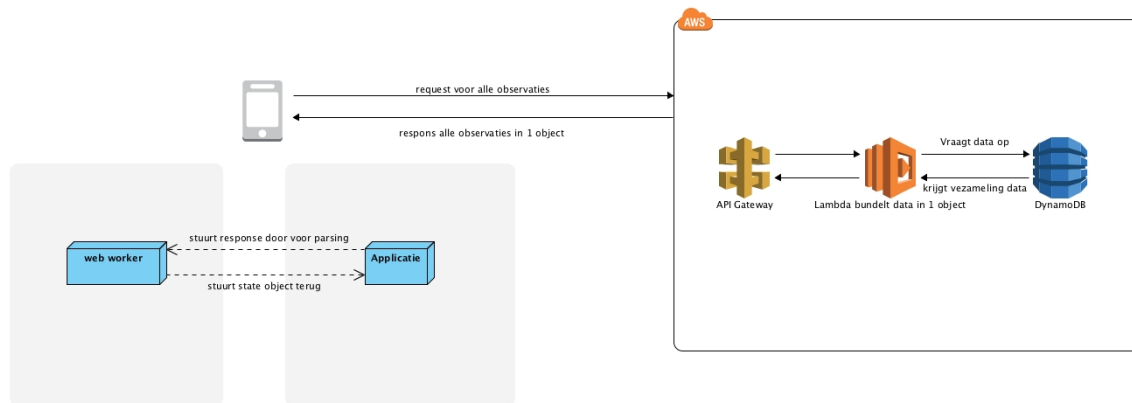 AWS
request voor alle observaties
respons alle observaties in 1 object
Vraagt data op
krijgt vezameling data
API Gateway
Lambda bundelt data in 1 object
DynamoDB
stuurt response door voor parsing
web worker
Applicatie
stuurt state object terug